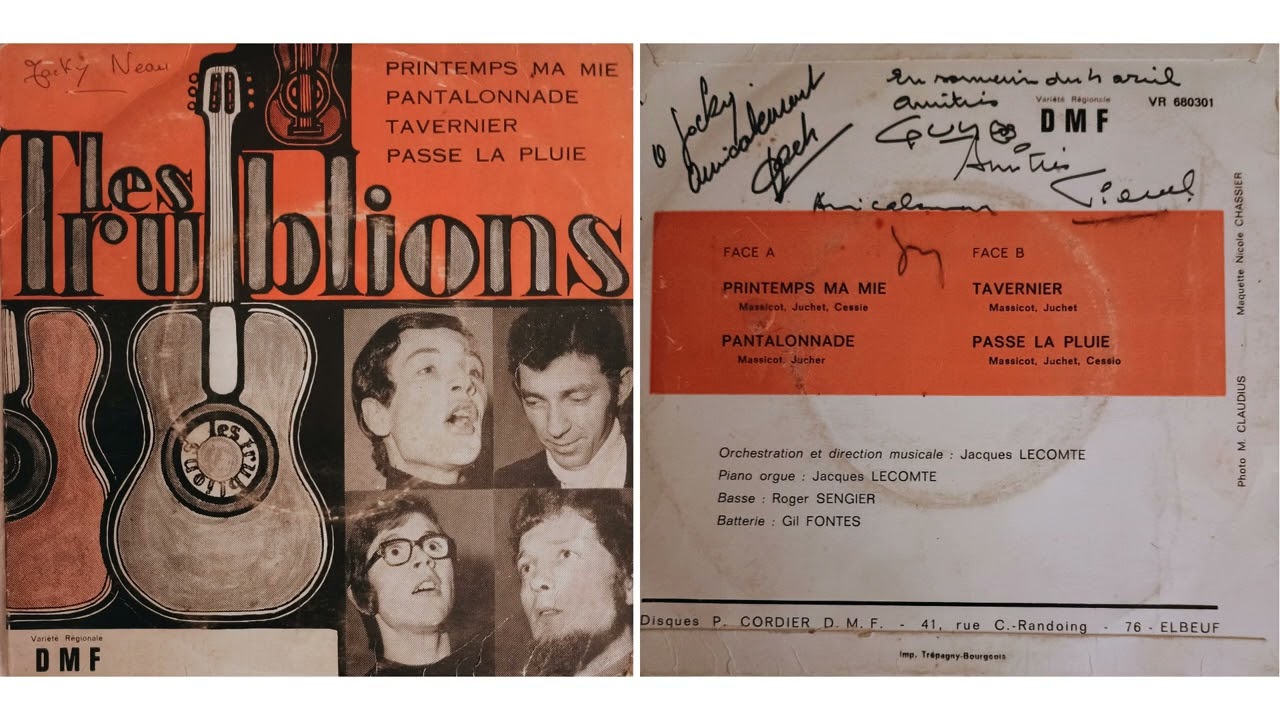 Jacky Neau
PRINTEMPS MA MIE
PANTALONNADE
TAVERNIER
PASSE LA PLUIE
les
Trublions
les trublions
Variété Régionale
DMF
à Jacky
Amicalement
En souvenir du 4 avril
amitiés
GUY
Amitiés
Amicalement
Variété Régionale
DMF
VR 680301
FACE A
PRINTEMPS MA MIE
Massicot, Juchet, Cessie
PANTALONNADE
Massicot, Jucher
FACE B
TAVERNIER
Massicot, Juchet
PASSE LA PLUIE
Massicot, Juchet, Cessio
Orchestration et direction musicale : Jacques LECOMTE
Piano orgue : Jacques LECOMTE
Basse : Roger SENGIER
Batterie : Gil FONTES
Photo M. CLAUDIUS
Maquette Nicole CHASSIER
Disques P. CORDIER D. M. F. - 41, rue C.-Randoing - 76 - ELBEUF
Imp. Trépagny-Bourgeois